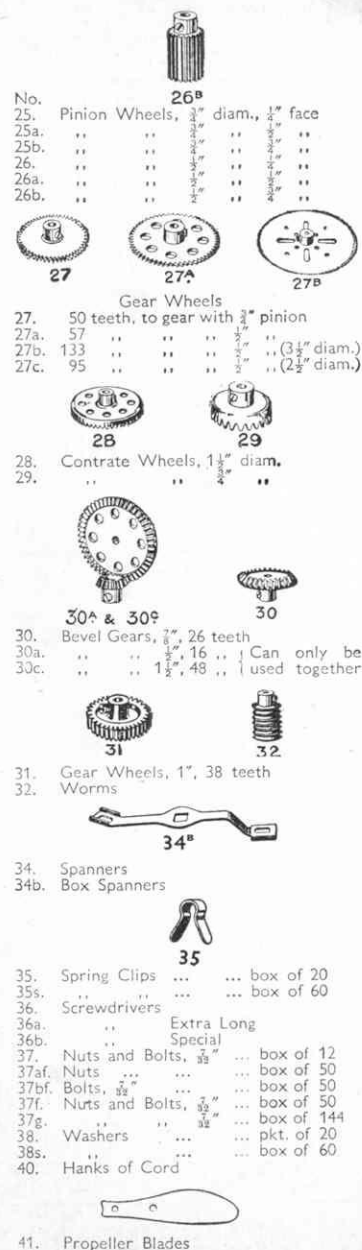 26B
No.
25. Pinion Wheels, ¾″ diam., ¼″ face
25a. ,, ,, ¾″ ,, ½″ ,,
25b. ,, ,, ¾″ ,, ¾″ ,,
26. ,, ,, ½″ ,, ¼″ ,,
26a. ,, ,, ½″ ,, ½″ ,,
26b. ,, ,, ½″ ,, ¾″ ,,
27 27A 27B
Gear Wheels
27. 50 teeth, to gear with ¾″ pinion
27a. 57 ,, ,, ,, ½″ ,,
27b. 133 ,, ,, ,, ½″ ,, (3½″ diam.)
27c. 95 ,, ,, ,, ½″ ,, (2½″ diam.)
28 29
28. Contrate Wheels, 1½″ diam.
29. ,, ,, ¾″ ,,
30A & 30C 30
30. Bevel Gears, ⅞″, 26 teeth
30a. ,, ,, ½″, 16 ,, { Can only be
30c. ,, ,, 1½″, 48 ,, { used together
31 32
31. Gear Wheels, 1″, 38 teeth
32. Worms
34B
34. Spanners
34b. Box Spanners
35
35. Spring Clips ... ... box of 20
35s. ,, ,, ... ... box of 60
36. Screwdrivers
36a. ,, Extra Long
36b. ,, Special
37. Nuts and Bolts, 7/32″ ... box of 12
37af. Nuts ... ... ... box of 50
37bf. Bolts, 7/32″ ... ... box of 50
37f. Nuts and Bolts, 7/32″ ... box of 50
37g. ,, ,, 7/32″ ... box of 144
38. Washers ... ... pkt. of 20
38s. ,, ... ... box of 60
40. Hanks of Cord
41. Propeller Blades